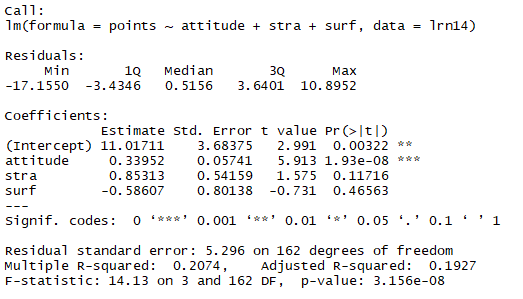 Call:
lm(formula = points ~ attitude + stra + surf, data = lrn14)
Residuals:
Min 1Q Median 3Q Max
-17.1550 -3.4346 0.5156 3.6401 10.8952
Coefficients:
Estimate Std. Error t value Pr(>|t|)
(Intercept) 11.01711 3.68375 2.991 0.00322 **
attitude 0.33952 0.05741 5.913 1.93e-08 ***
stra 0.85313 0.54159 1.575 0.11716
surf -0.58607 0.80138 -0.731 0.46563
---
Signif. codes: 0 ‘***’ 0.001 ‘**’ 0.01 ‘*’ 0.05 ‘.’ 0.1 ‘ ’ 1
Residual standard error: 5.296 on 162 degrees of freedom
Multiple R-squared: 0.2074, Adjusted R-squared: 0.1927
F-statistic: 14.13 on 3 and 162 DF, p-value: 3.156e-08